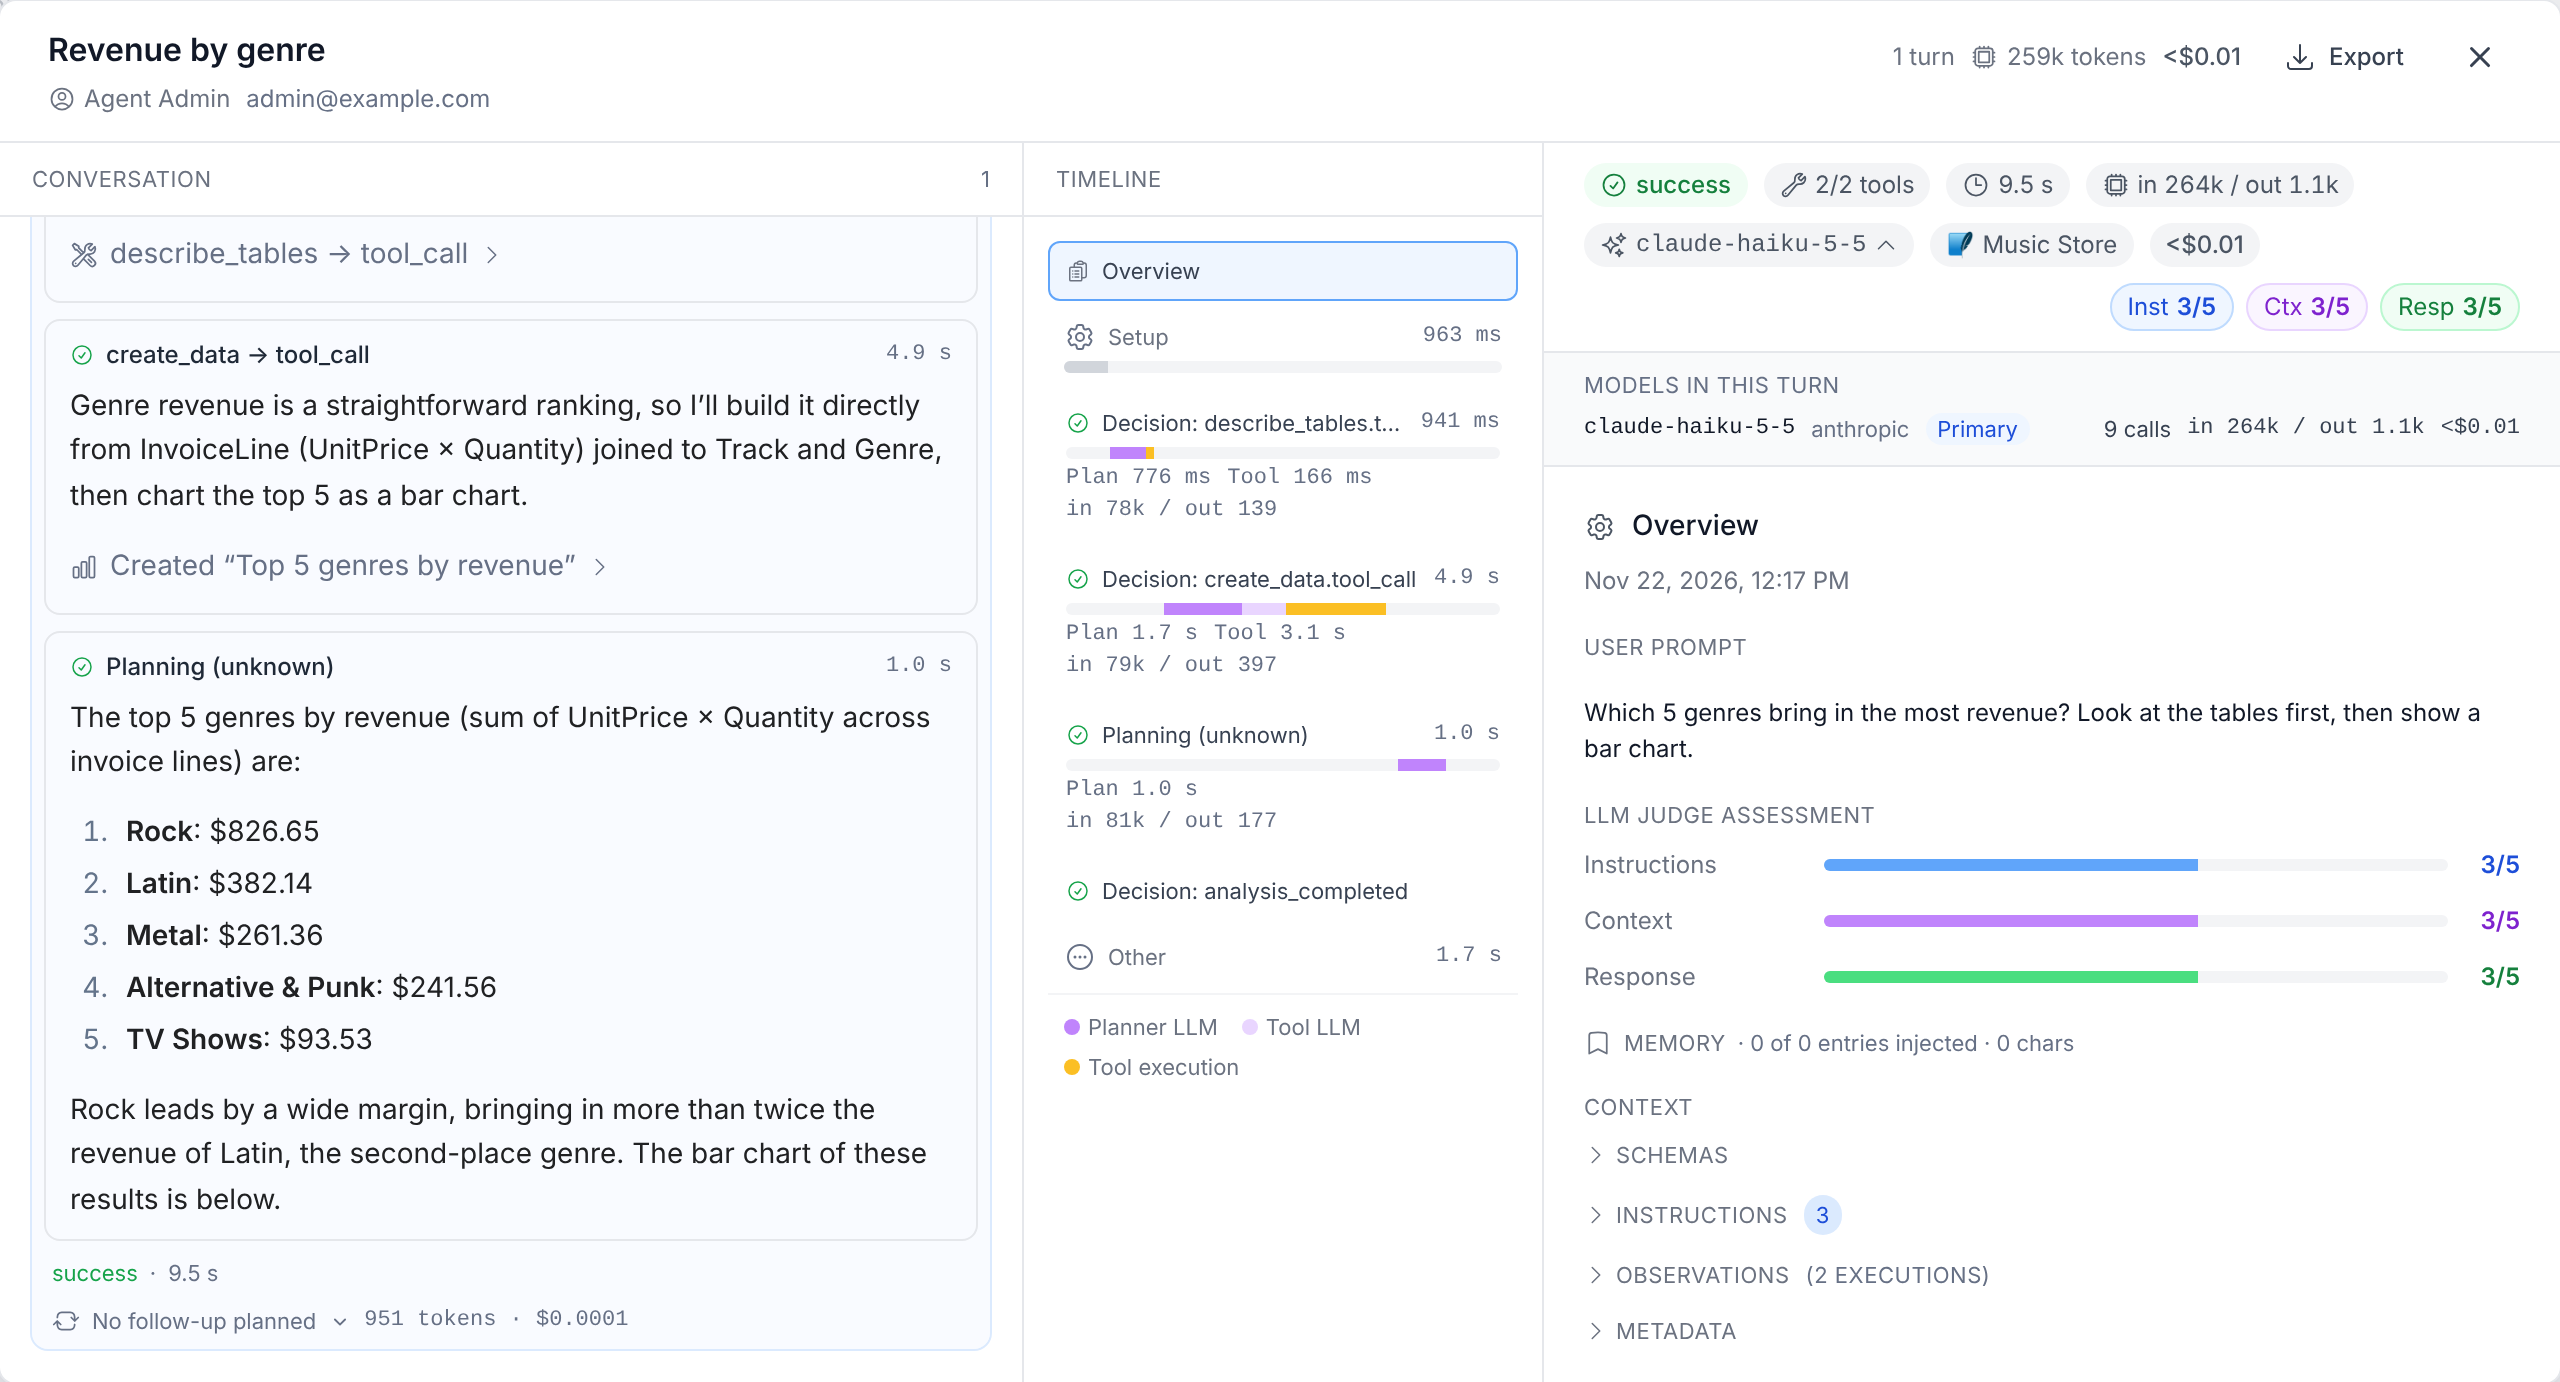 Revenue by genre
Agent Admin admin@example.com
1 turn 259k tokens <$0.01 Export
CONVERSATION 1
describe_tables → tool_call
create_data → tool_call 4.9 s
Genre revenue is a straightforward ranking, so I’ll build it directly
from InvoiceLine (UnitPrice × Quantity) joined to Track and Genre,
then chart the top 5 as a bar chart.
Created “Top 5 genres by revenue”
Planning (unknown) 1.0 s
The top 5 genres by revenue (sum of UnitPrice × Quantity across
invoice lines) are:
1. Rock: $826.65
2. Latin: $382.14
3. Metal: $261.36
4. Alternative & Punk: $241.56
5. TV Shows: $93.53
Rock leads by a wide margin, bringing in more than twice the
revenue of Latin, the second-place genre. The bar chart of these
results is below.
success · 9.5 s
No follow-up planned 951 tokens · $0.0001
TIMELINE
Overview
Setup 963 ms
Decision: describe_tables.t... 941 ms
Plan 776 ms Tool 166 ms
in 78k / out 139
Decision: create_data.tool_call 4.9 s
Plan 1.7 s Tool 3.1 s
in 79k / out 397
Planning (unknown) 1.0 s
Plan 1.0 s
in 81k / out 177
Decision: analysis_completed
Other 1.7 s
Planner LLM Tool LLM
Tool execution
success 2/2 tools 9.5 s in 264k / out 1.1k
claude-haiku-5-5 Music Store <$0.01
Inst 3/5 Ctx 3/5 Resp 3/5
MODELS IN THIS TURN
claude-haiku-5-5 anthropic Primary 9 calls in 264k / out 1.1k <$0.01
Overview
Nov 22, 2026, 12:17 PM
USER PROMPT
Which 5 genres bring in the most revenue? Look at the tables first, then show a
bar chart.
LLM JUDGE ASSESSMENT
Instructions 3/5
Context 3/5
Response 3/5
MEMORY · 0 of 0 entries injected · 0 chars
CONTEXT
SCHEMAS
INSTRUCTIONS 3
OBSERVATIONS (2 EXECUTIONS)
METADATA